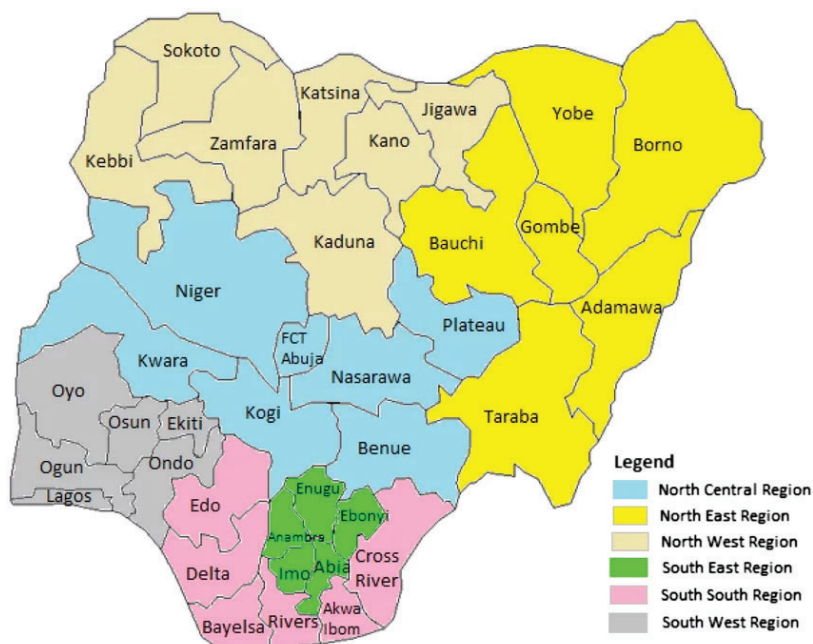 Sokoto
Katsina
Jigawa
Yobe
Borno
Zamfara
Kano
Kebbi
Kaduna
Bauchi
Gombe
Niger
Adamawa
Plateau
FCT
Abuja
Kwara
Nasarawa
Oyo
Kogi
Taraba
Osun
Ekiti
Benue
Ogun
Ondo
Lagos
Edo
Enugu
Ebonyi
Anambra
Cross
River
Delta
Imo
Abia
Bayelsa
Rivers
Akwa
Ibom
Legend
North Central Region
North East Region
North West Region
South East Region
South South Region
South West Region